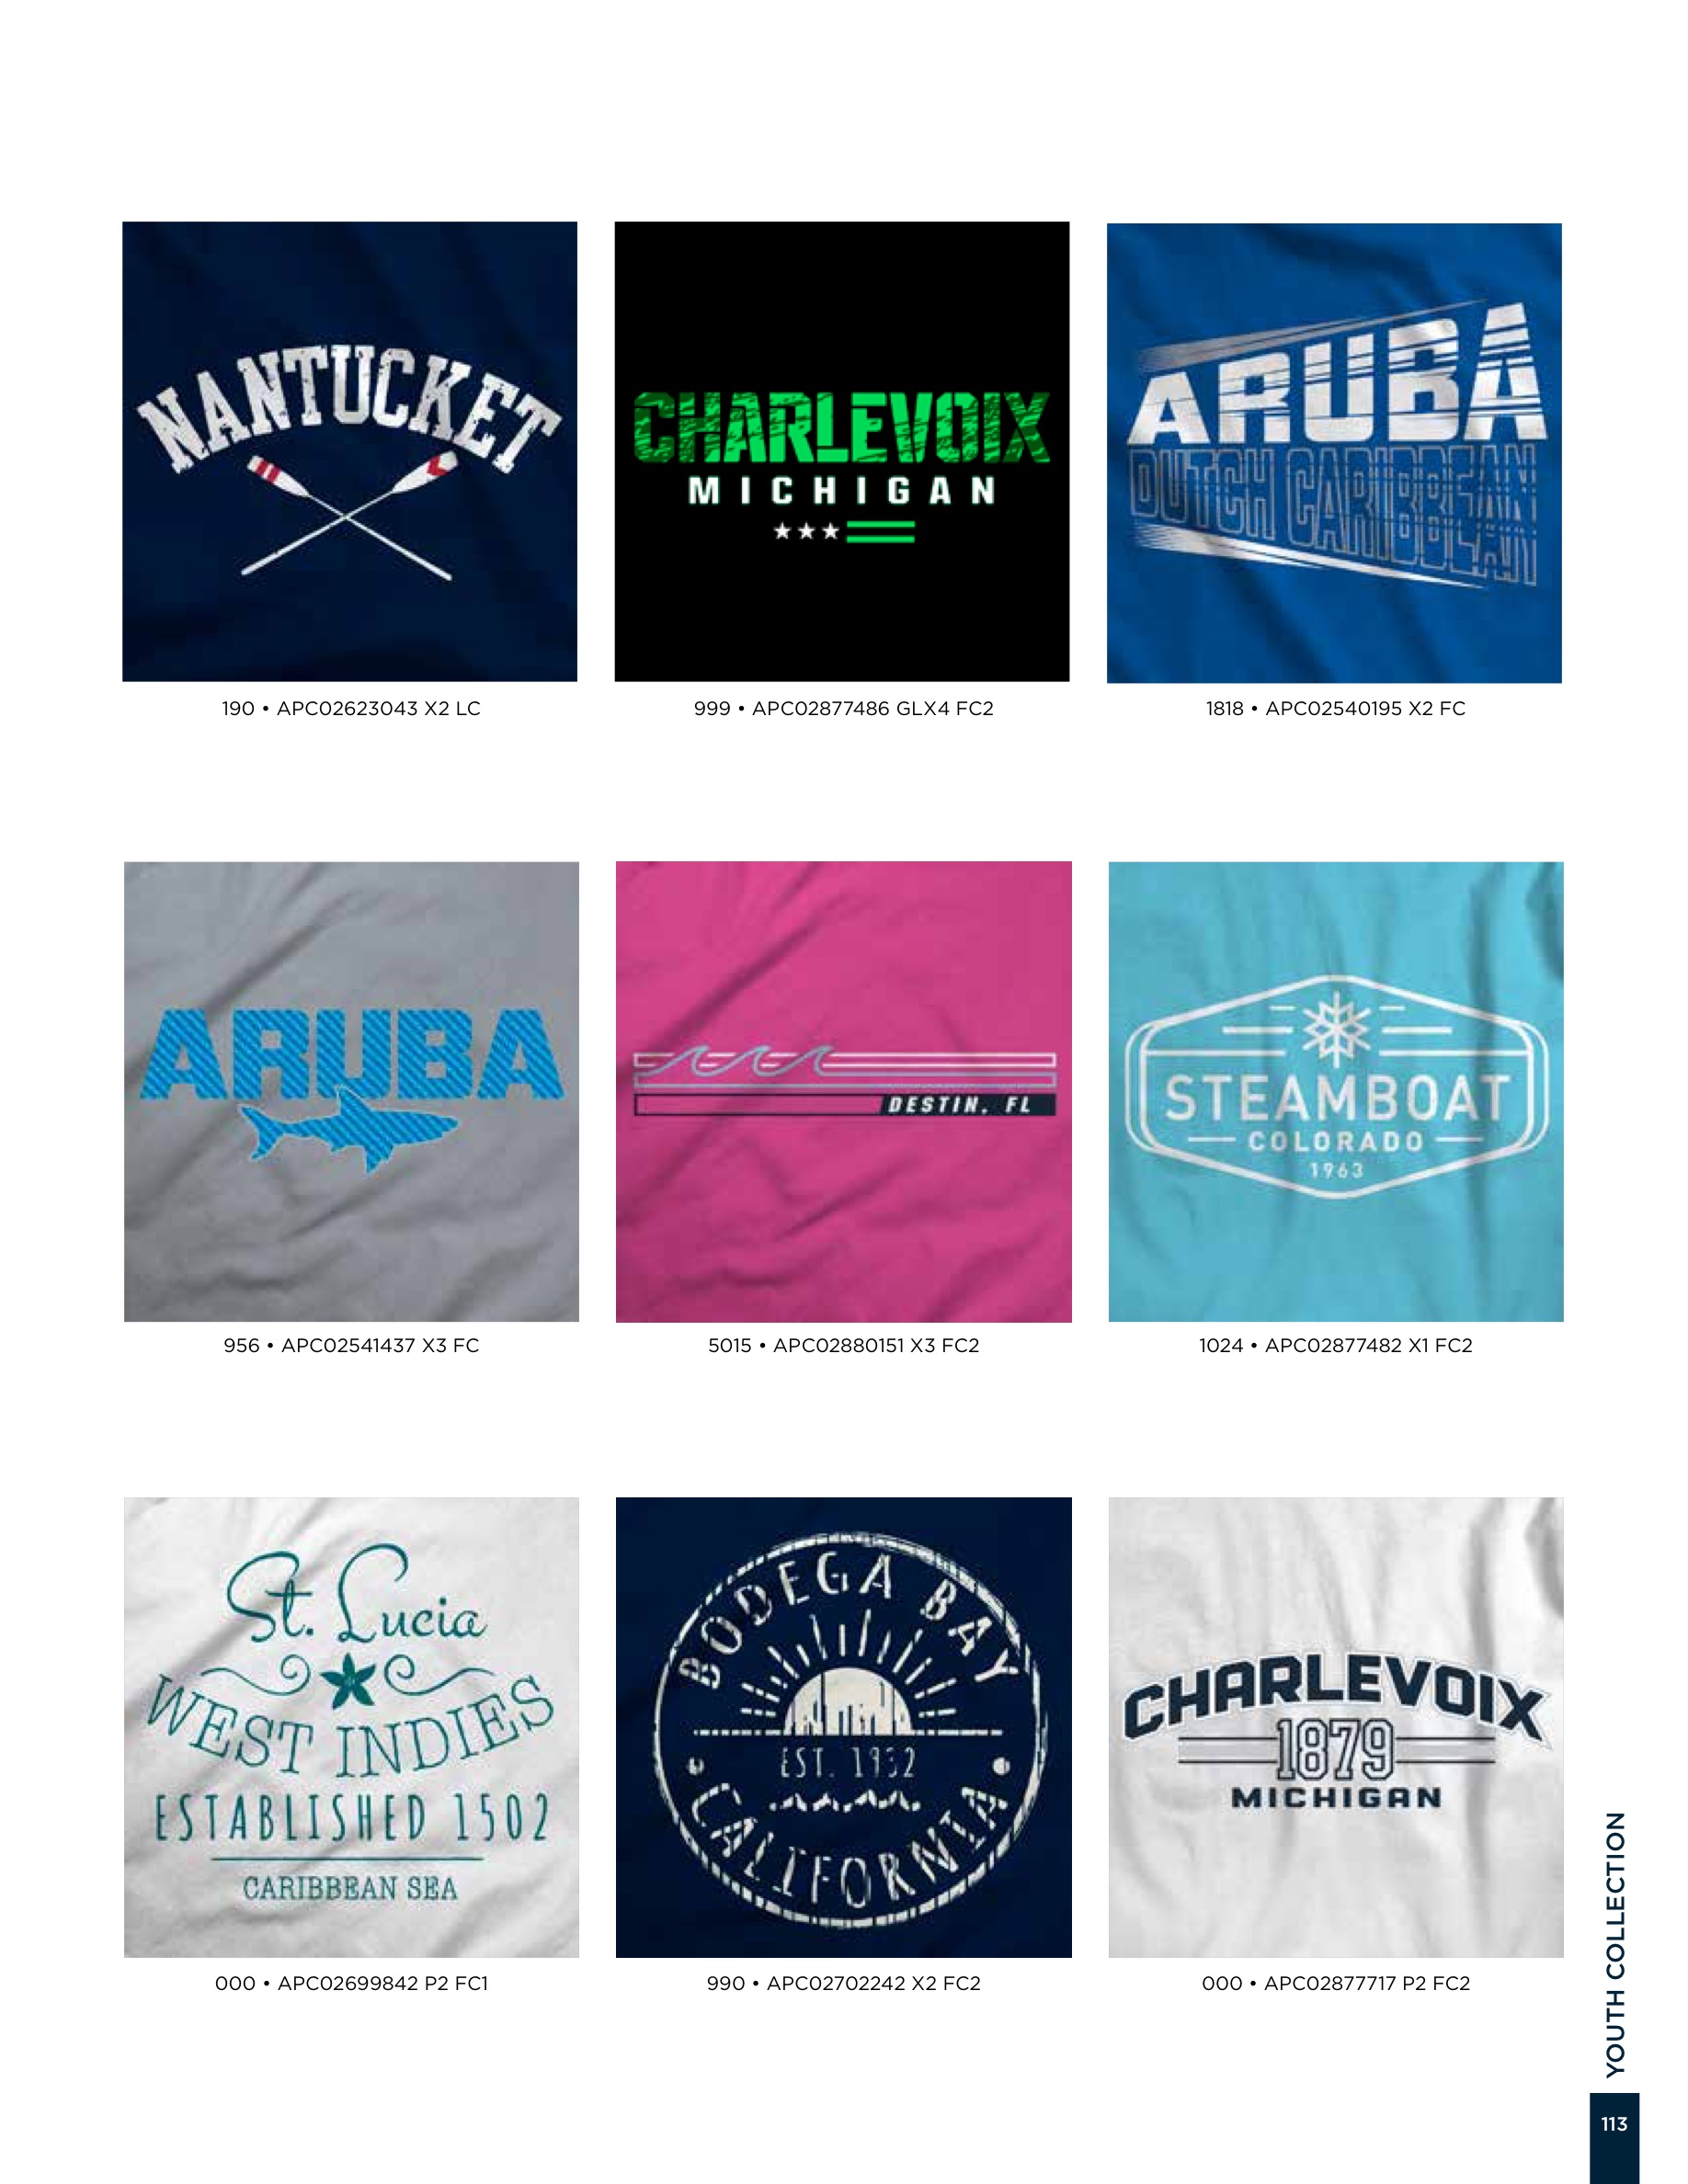 NANTUCKET
190 • APC02623043 X2 LC
CHARLEVOIX
MICHIGAN
999 • APC02877486 GLX4 FC2
ARUBA
DUTCH CARIBBEAN
1818 • APC02540195 X2 FC
ARUBA
956 • APC02541437 X3 FC
DESTIN, FL
5015 • APC02880151 X3 FC2
STEAMBOAT
COLORADO
1963
1024 • APC02877482 X1 FC2
St. Lucia
WEST INDIES
ESTABLISHED 1502
CARIBBEAN SEA
000 • APC02699842 P2 FC1
BODEGA BAY
EST. 1932
CALIFORNIA
990 • APC02702242 X2 FC2
CHARLEVOIX
1879
MICHIGAN
000 • APC02877717 P2 FC2
YOUTH COLLECTION
113